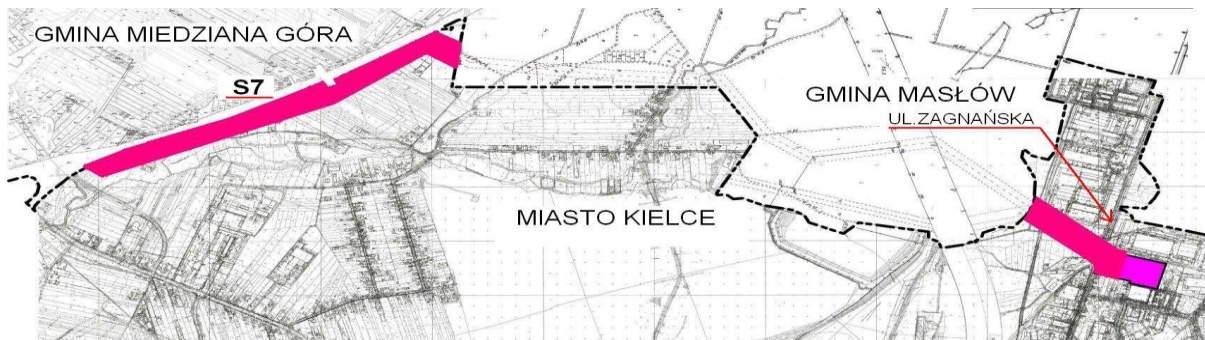 GMINA MIEDZIANA GÓRA
S7
GMINA MASŁÓW
UL.ZAGNAŃSKA
MIASTO KIELCE